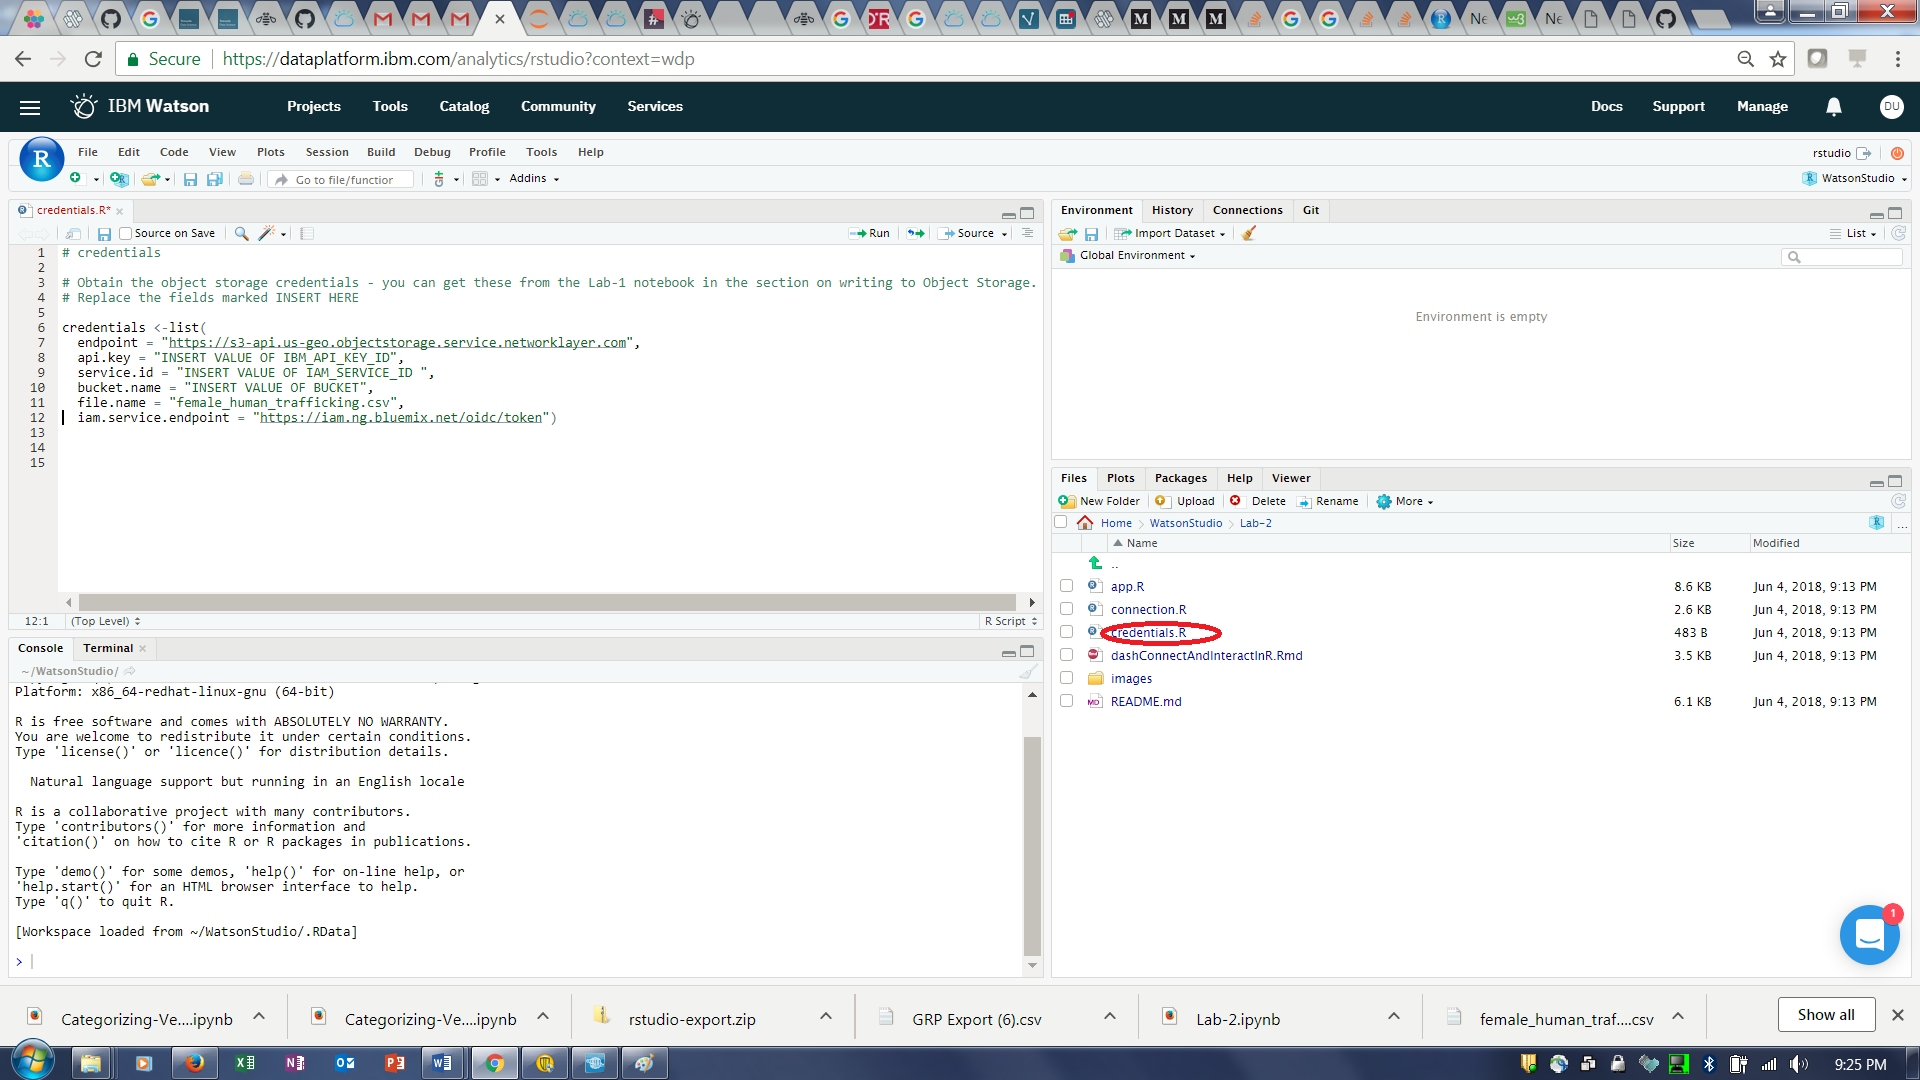 Secure https://dataplatform.ibm.com/analytics/rstudio?context=wdp
IBM Watson Projects Tools Catalog Community Services Docs Support Manage DU
R File Edit Code View Plots Session Build Debug Profile Tools Help rstudio
Go to file/function Addins WatsonStudio
credentials.R*
Source on Save Run Source
1 # credentials
2
3 # Obtain the object storage credentials - you can get these from the Lab-1 notebook in the section on writing to Object Storage.
4 # Replace the fields marked INSERT HERE
5
6 credentials <-list(
7 endpoint = "https://s3-api.us-geo.objectstorage.service.networklayer.com",
8 api.key = "INSERT VALUE OF IBM_API_KEY_ID",
9 service.id = "INSERT VALUE OF IAM_SERVICE_ID ",
10 bucket.name = "INSERT VALUE OF BUCKET",
11 file.name = "female_human_trafficking.csv",
12 iam.service.endpoint = "https://iam.ng.bluemix.net/oidc/token")
13
14
15
12:1 (Top Level) R Script
Console Terminal
~/WatsonStudio/
Platform: x86_64-redhat-linux-gnu (64-bit)
R is free software and comes with ABSOLUTELY NO WARRANTY.
You are welcome to redistribute it under certain conditions.
Type 'license()' or 'licence()' for distribution details.
Natural language support but running in an English locale
R is a collaborative project with many contributors.
Type 'contributors()' for more information and
'citation()' on how to cite R or R packages in publications.
Type 'demo()' for some demos, 'help()' for on-line help, or
'help.start()' for an HTML browser interface to help.
Type 'q()' to quit R.
[Workspace loaded from ~/WatsonStudio/.RData]
>
Environment History Connections Git
Import Dataset List
Global Environment
Environment is empty
Files Plots Packages Help Viewer
New Folder Upload Delete Rename More
Home WatsonStudio Lab-2 ...
Name Size Modified
..
app.R 8.6 KB Jun 4, 2018, 9:13 PM
connection.R 2.6 KB Jun 4, 2018, 9:13 PM
credentials.R 483 B Jun 4, 2018, 9:13 PM
dashConnectAndInteractInR.Rmd 3.5 KB Jun 4, 2018, 9:13 PM
images
README.md 6.1 KB Jun 4, 2018, 9:13 PM
1
Categorizing-Ve....ipynb Categorizing-Ve....ipynb rstudio-export.zip GRP Export (6).csv Lab-2.ipynb female_human_traf....csv Show all
9:25 PM